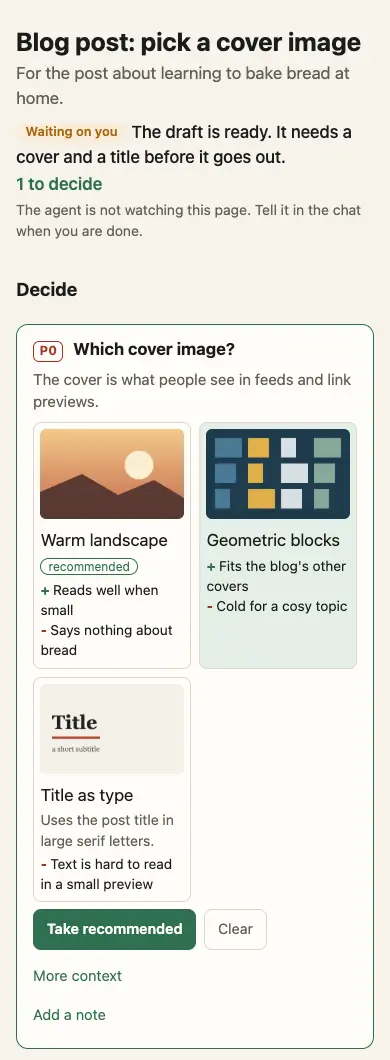 Blog post: pick a cover image
For the post about learning to bake bread at
home.
Waiting on you The draft is ready. It needs a
cover and a title before it goes out.
1 to decide
The agent is not watching this page. Tell it in the chat
when you are done.
Decide
P0 Which cover image?
The cover is what people see in feeds and link
previews.
Warm landscape
recommended
+ Reads well when
small
- Says nothing about
bread
Geometric blocks
+ Fits the blog's other
covers
- Cold for a cosy topic
Title
a short subtitle
Title as type
Uses the post title in
large serif letters.
- Text is hard to read
in a small preview
Take recommended
Clear
More context
Add a note